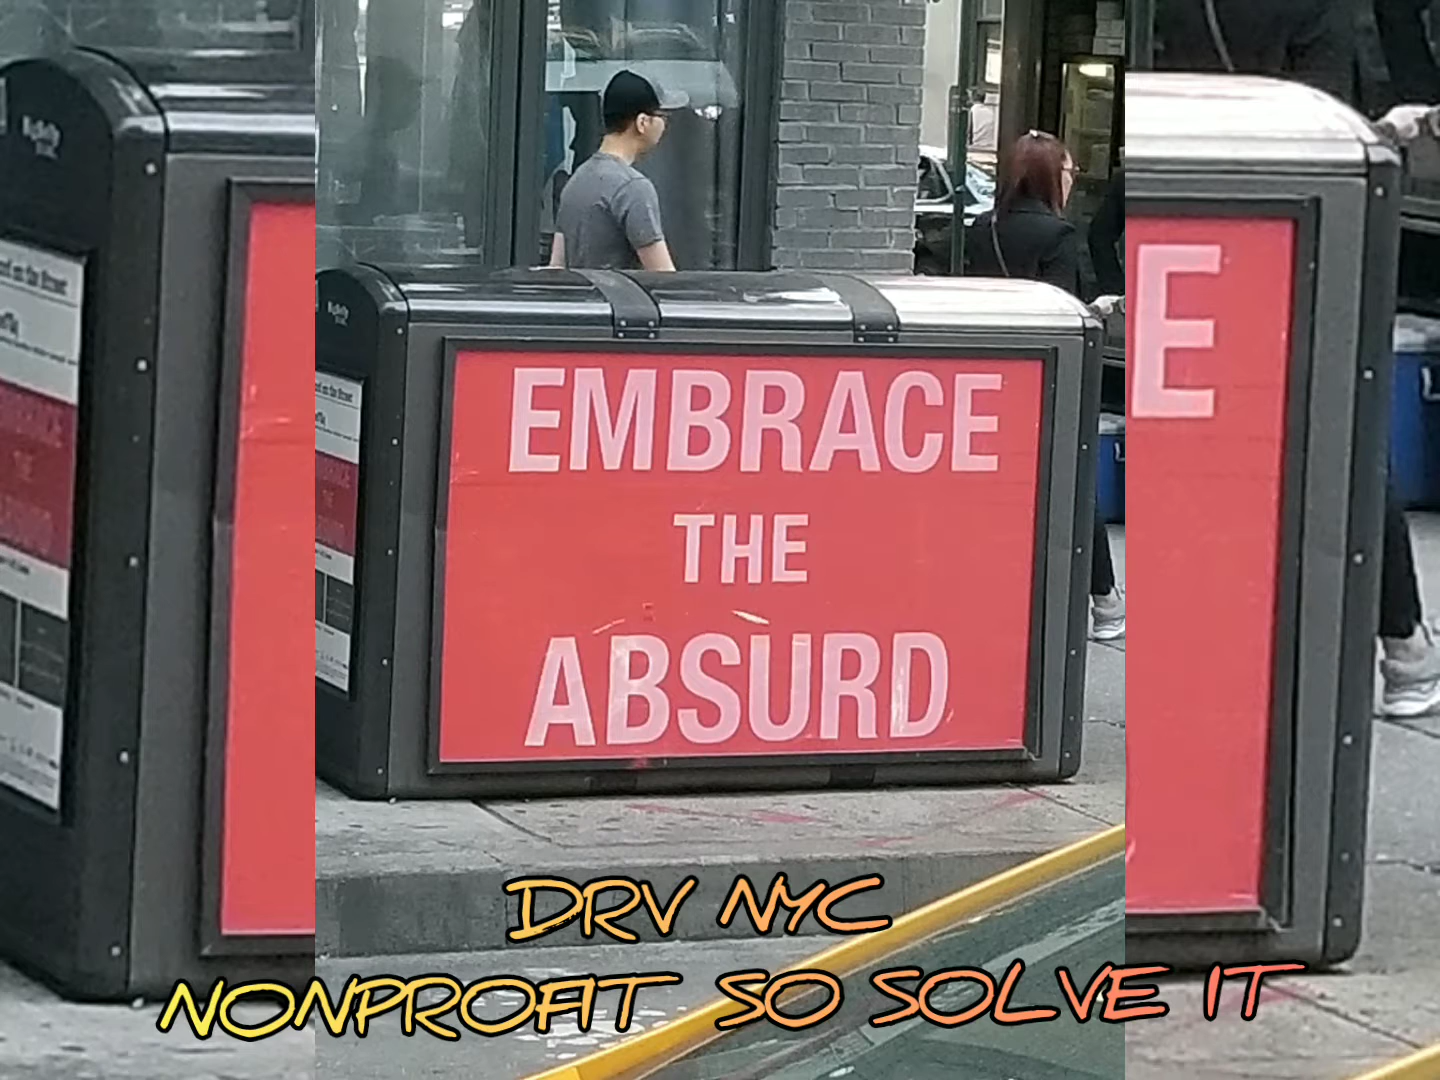 EMBRACE
THE
ABSURD
DRV NYC
NONPROFIT SO SOLVE IT